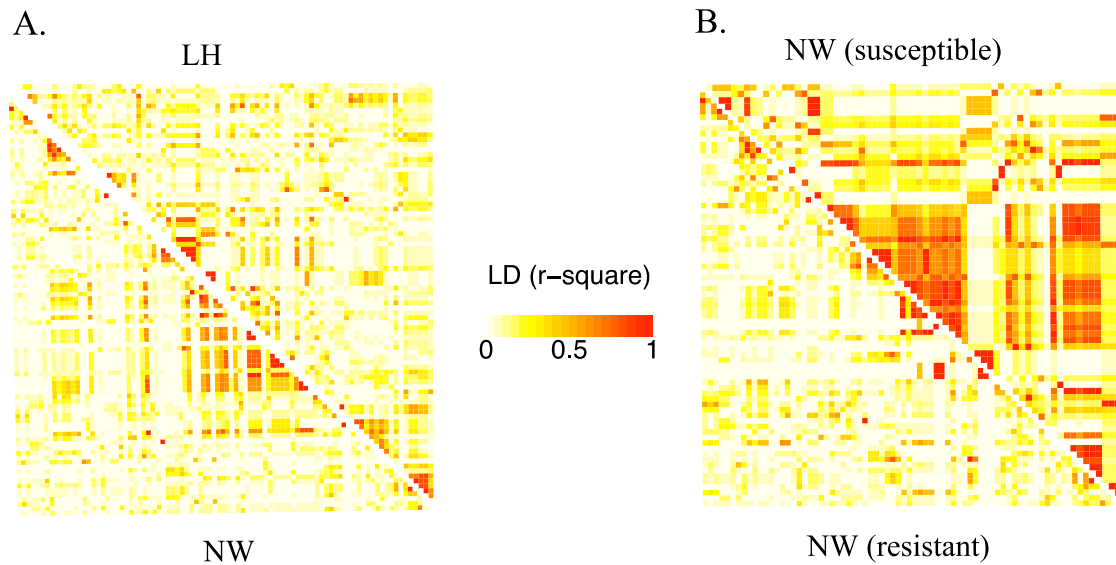 A.
LH
B.
NW (susceptible)
LD (r-square)
0 0.5 1
NW
NW (resistant)